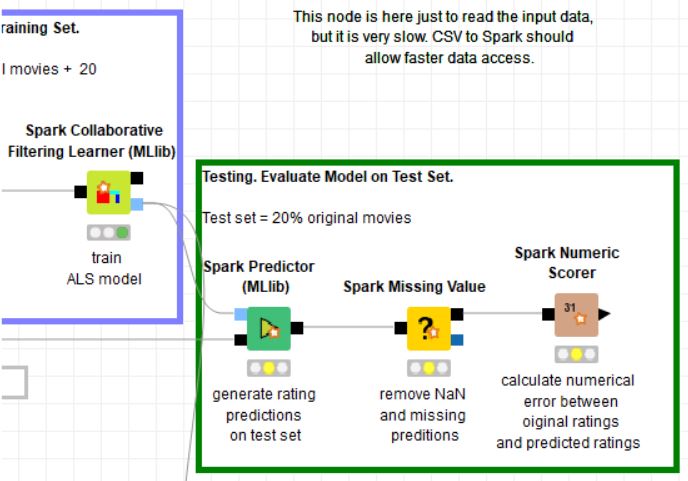 This node is here just to read the input data,
but it is very slow. CSV to Spark should
allow faster data access.
raining Set.
l movies + 20
Spark Collaborative
Filtering Learner (MLlib)
train
ALS model
Testing. Evaluate Model on Test Set.
Test set = 20% original movies
Spark Predictor
(MLlib)
generate rating
predictions
on test set
Spark Missing Value
?
remove NaN
and missing
preditions
Spark Numeric
Scorer
31
calculate numerical
error between
oiginal ratings
and predicted ratings